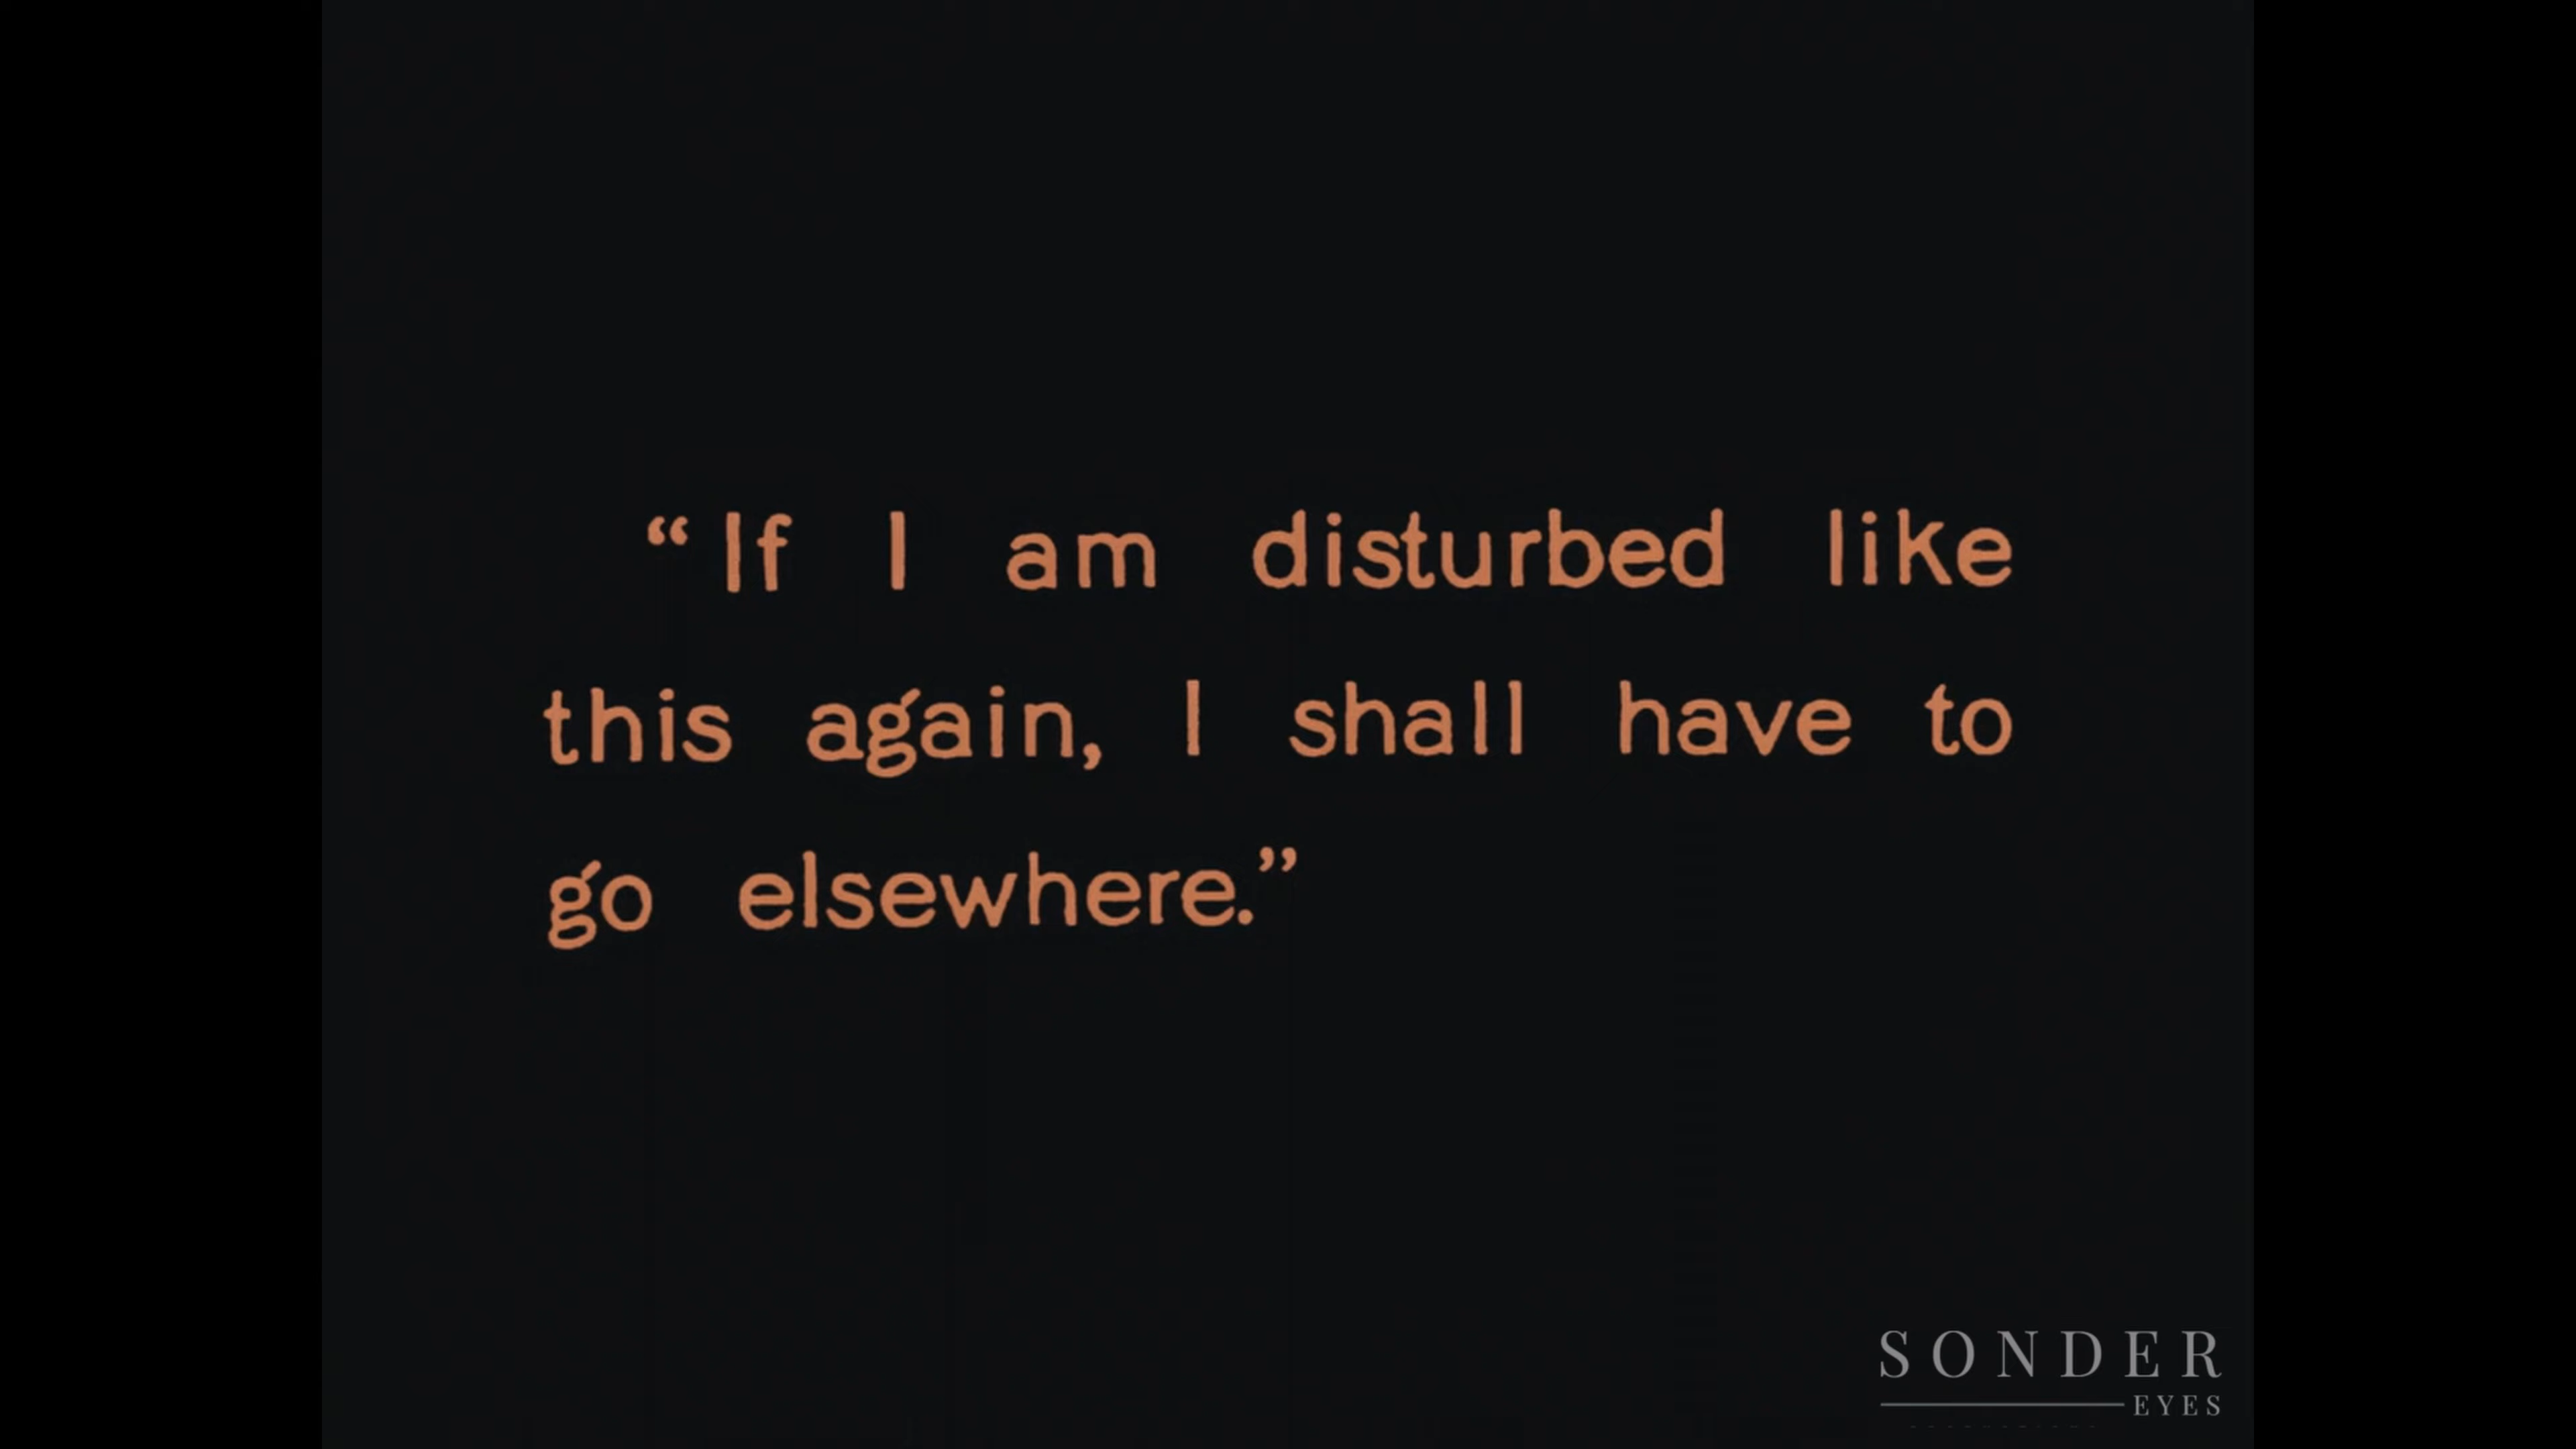 “If I am disturbed like
this again, I shall have to
go elsewhere.”
SONDER
EYES